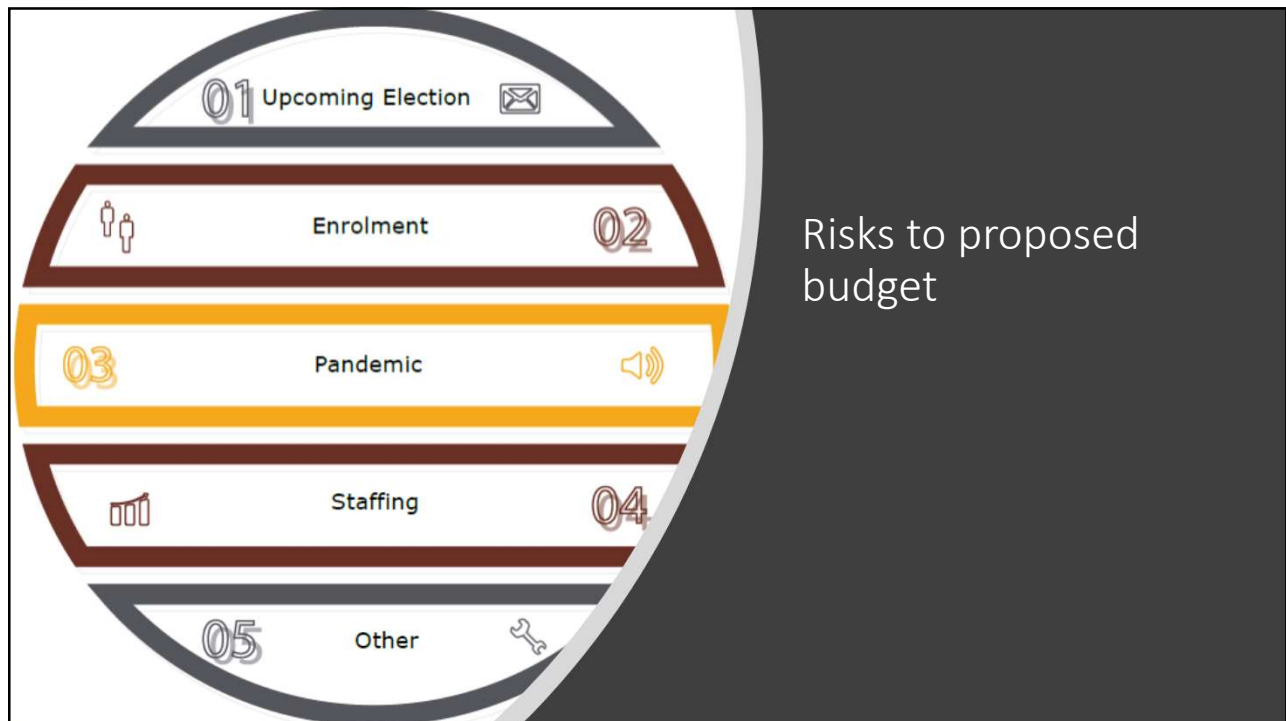 01 Upcoming Election
Enrolment 02
03 Pandemic
Staffing 04
05 Other
Risks to proposed
budget